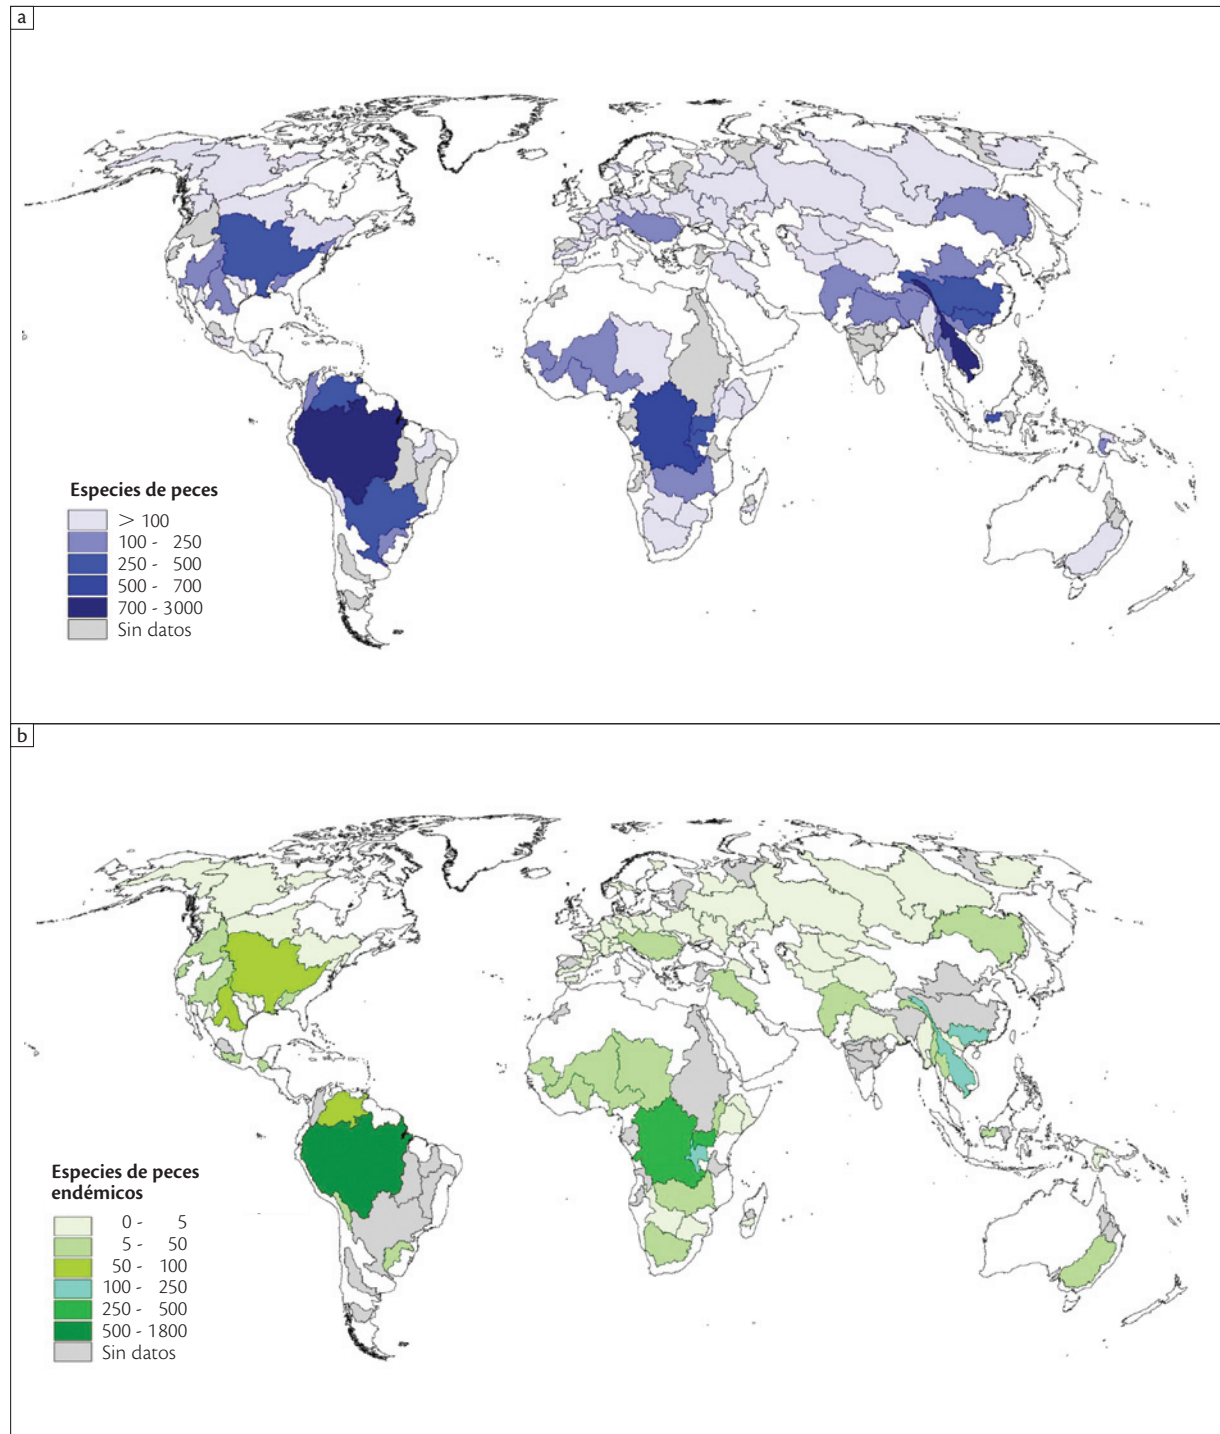 a
Especies de peces
> 100
100 - 250
250 - 500
500 - 700
700 - 3000
Sin datos
b
Especies de peces
endémicos
0 - 5
5 - 50
50 - 100
100 - 250
250 - 500
500 - 1800
Sin datos